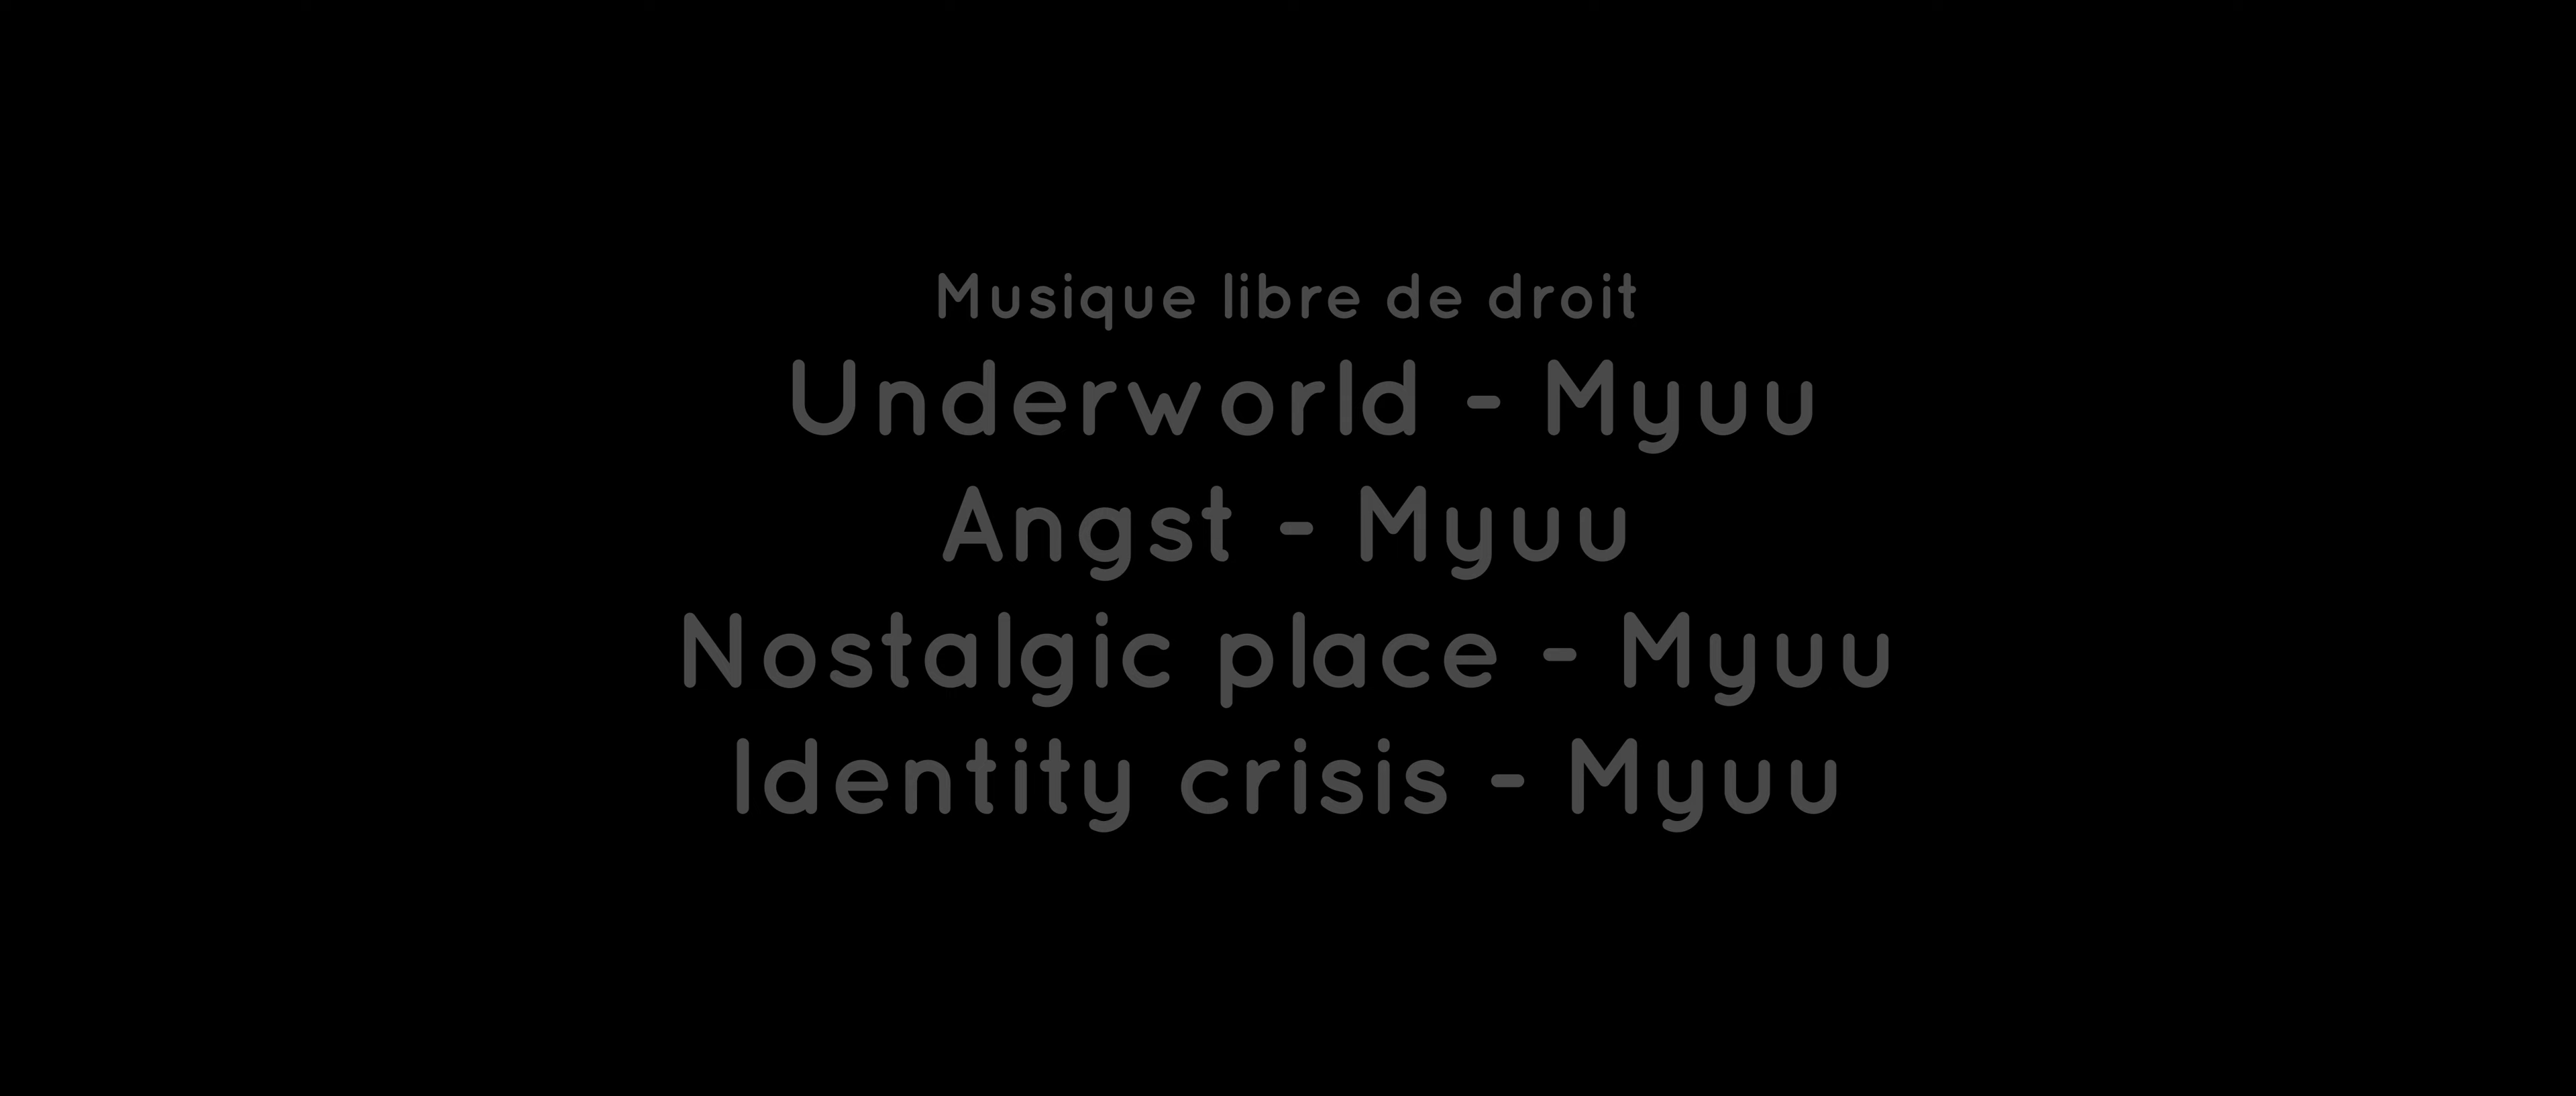 Musique libre de droit
Underworld - Myuu
Angst - Myuu
Nostalgic place - Myuu
Identity crisis - Myuu